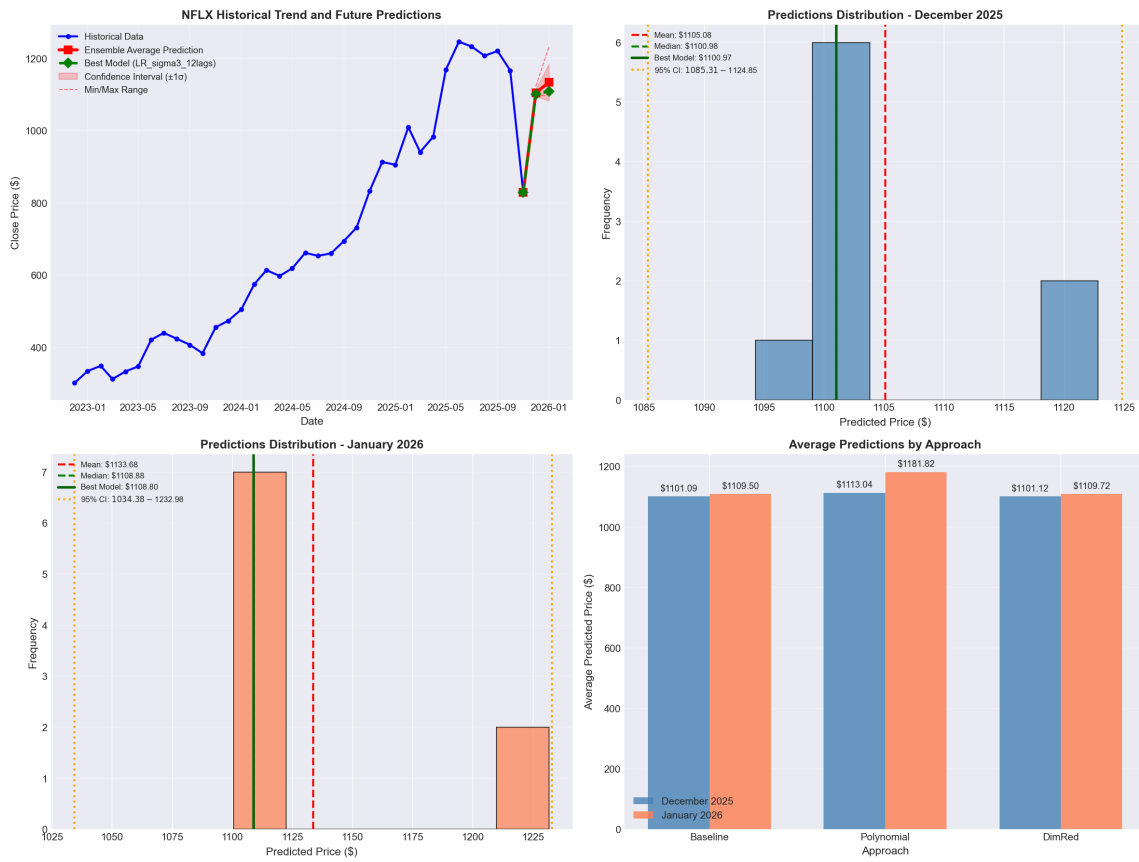 NFLX Historical Trend and Future Predictions
Historical Data
Ensemble Average Prediction
Best Model (LR_sigma3_12lags)
Confidence Interval (±1σ)
Min/Max Range
Close Price ($)
1200
1000
800
600
400
2023-01 2023-05 2023-09 2024-01 2024-05 2024-09 2025-01 2025-05 2025-09 2026-01
Date
Predictions Distribution - December 2025
Mean: $1105.08
Median: $1100.98
Best Model: $1100.97
95% CI: 1085.31 − 1124.85
Frequency
6
5
4
3
2
1
0
1085 1090 1095 1100 1105 1110 1115 1120 1125
Predicted Price ($)
Predictions Distribution - January 2026
Mean: $1133.68
Median: $1108.88
Best Model: $1108.80
95% CI: 1034.38 − 1232.98
Frequency
7
6
5
4
3
2
1
0
1025 1050 1075 1100 1125 1150 1175 1200 1225
Predicted Price ($)
Average Predictions by Approach
Average Predicted Price ($)
1200
1000
800
600
400
200
0
$1101.09 $1109.50 $1113.04 $1181.82 $1101.12 $1109.72
December 2025
January 2026
Baseline Polynomial DimRed
Approach